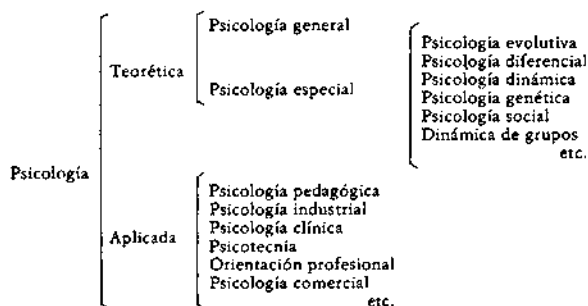 Psicología
Teorética
Psicología general
Psicología especial
Psicología evolutiva
Psicología diferencial
Psicología dinámica
Psicología genética
Psicología social
Dinámica de grupos
etc.
Aplicada
Psicología pedagógica
Psicología industrial
Psicología clínica
Psicotecnia
Orientación profesional
Psicología comercial
etc.